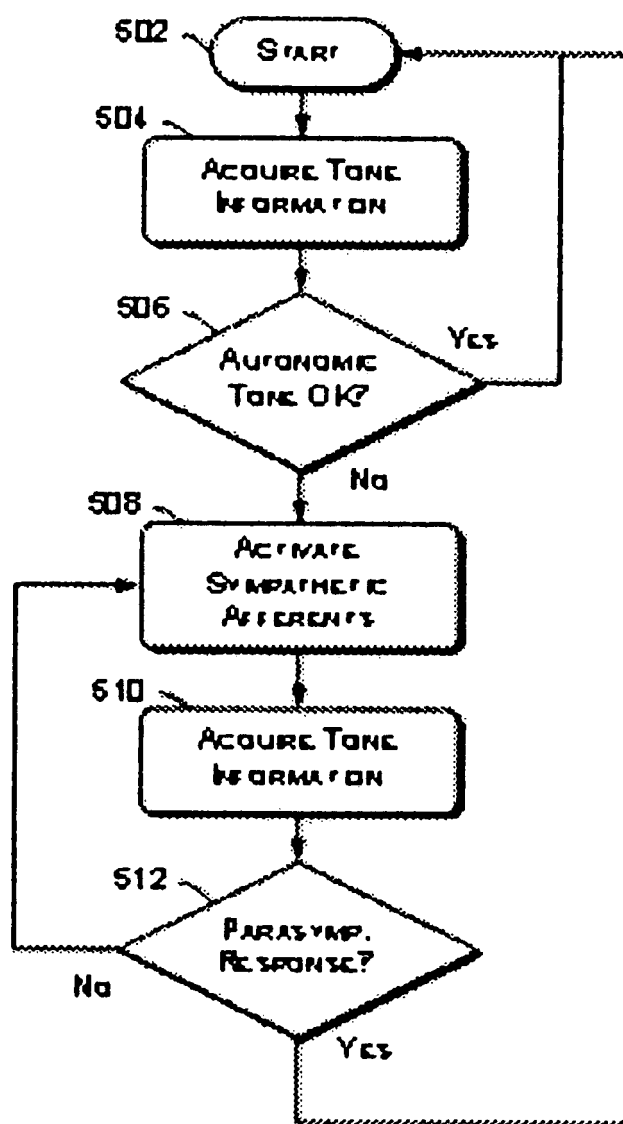 502
START
504
ACQUIRE TONE
INFORMATION
506
AUTONOMIC
TONE OK?
YES
NO
508
ACTIVATE
SYMPATHETIC
AFFERENTS
510
ACQUIRE TONE
INFORMATION
512
PARASYMP.
RESPONSE?
NO
YES